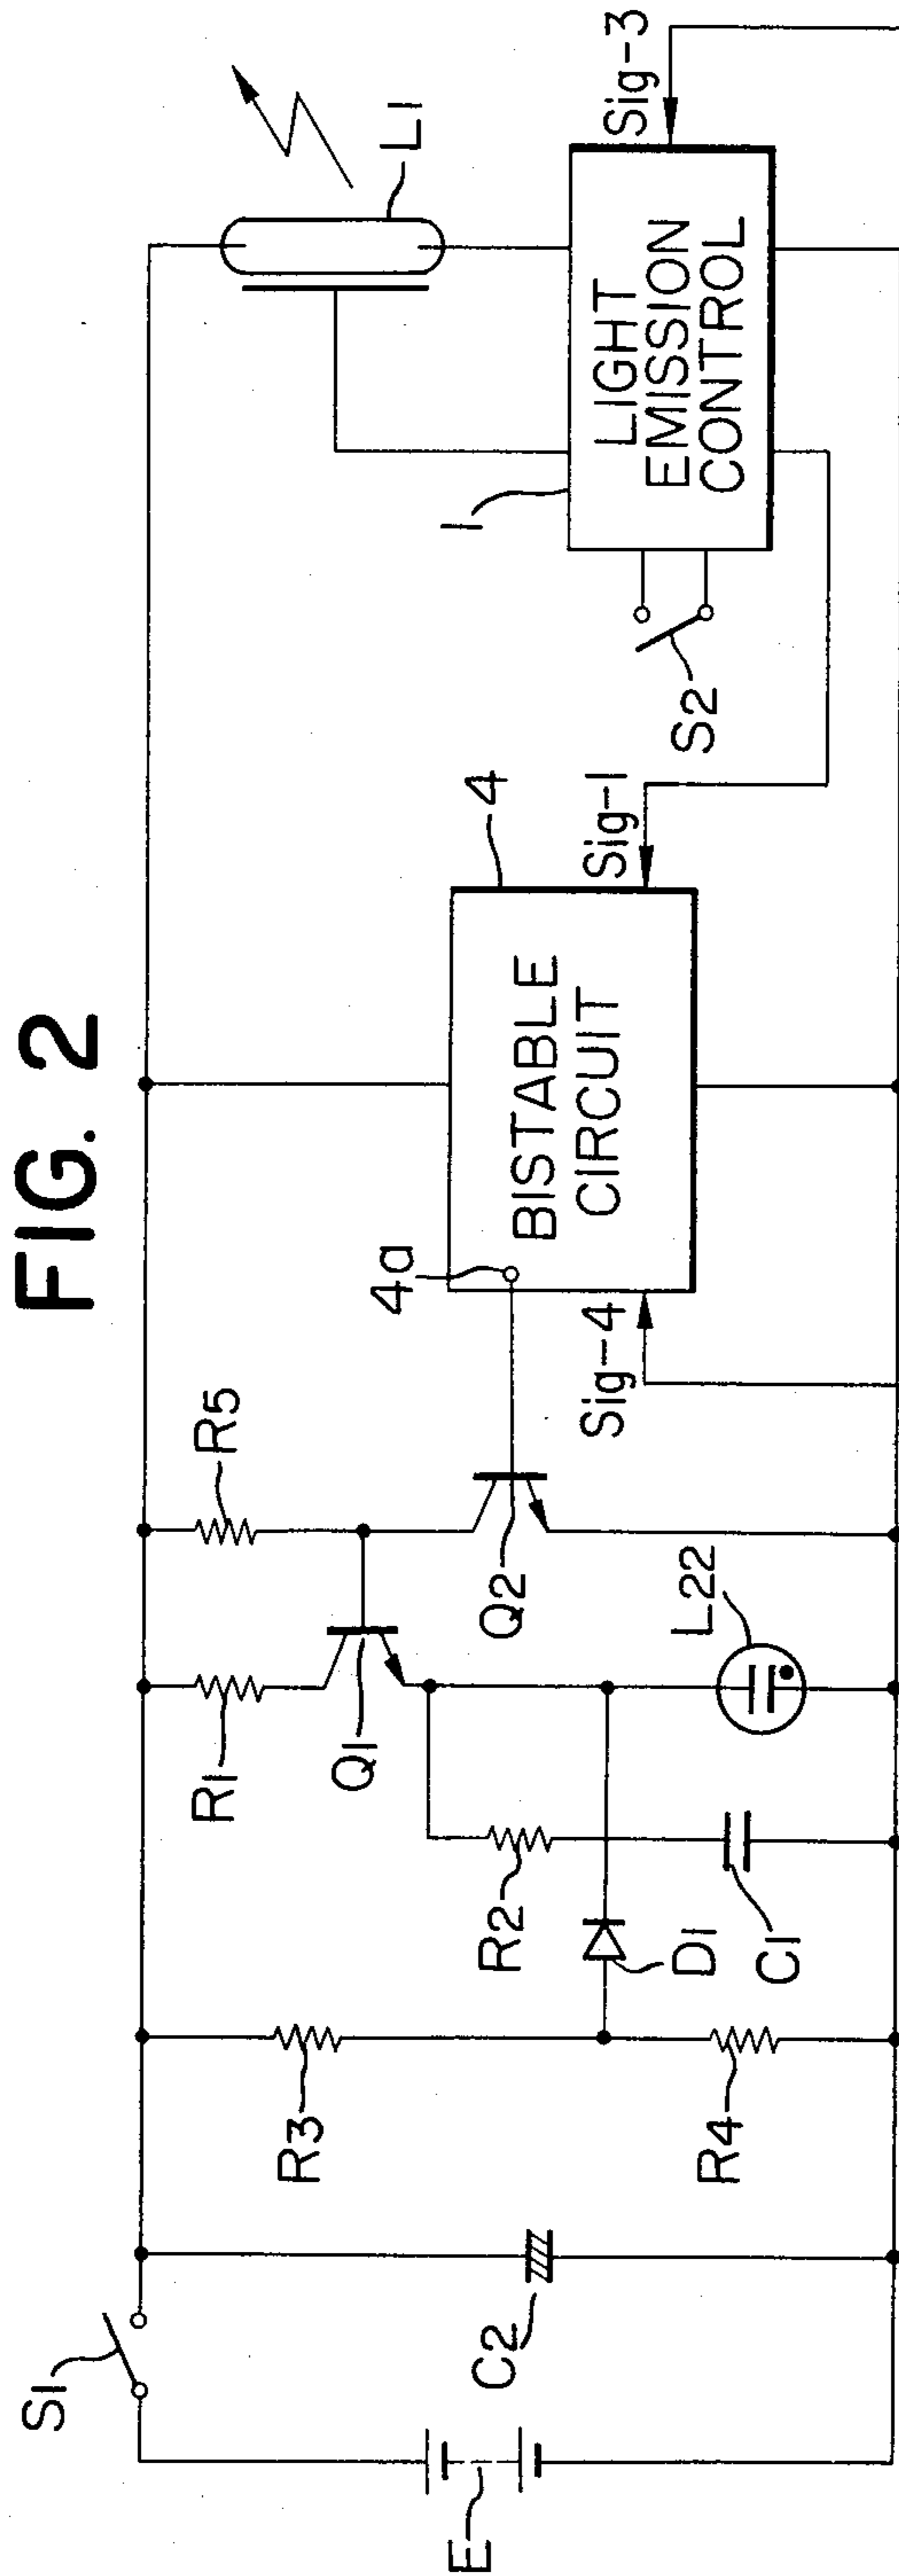 FIG. 2
S1
E
C2
R3
R4
D1
R2
C1
R1
Q1
L22
R5
Q2
4a
Sig-4
BISTABLE
CIRCUIT
4
Sig-1
S2
1
LIGHT
EMISSION
CONTROL
L1
Sig-3